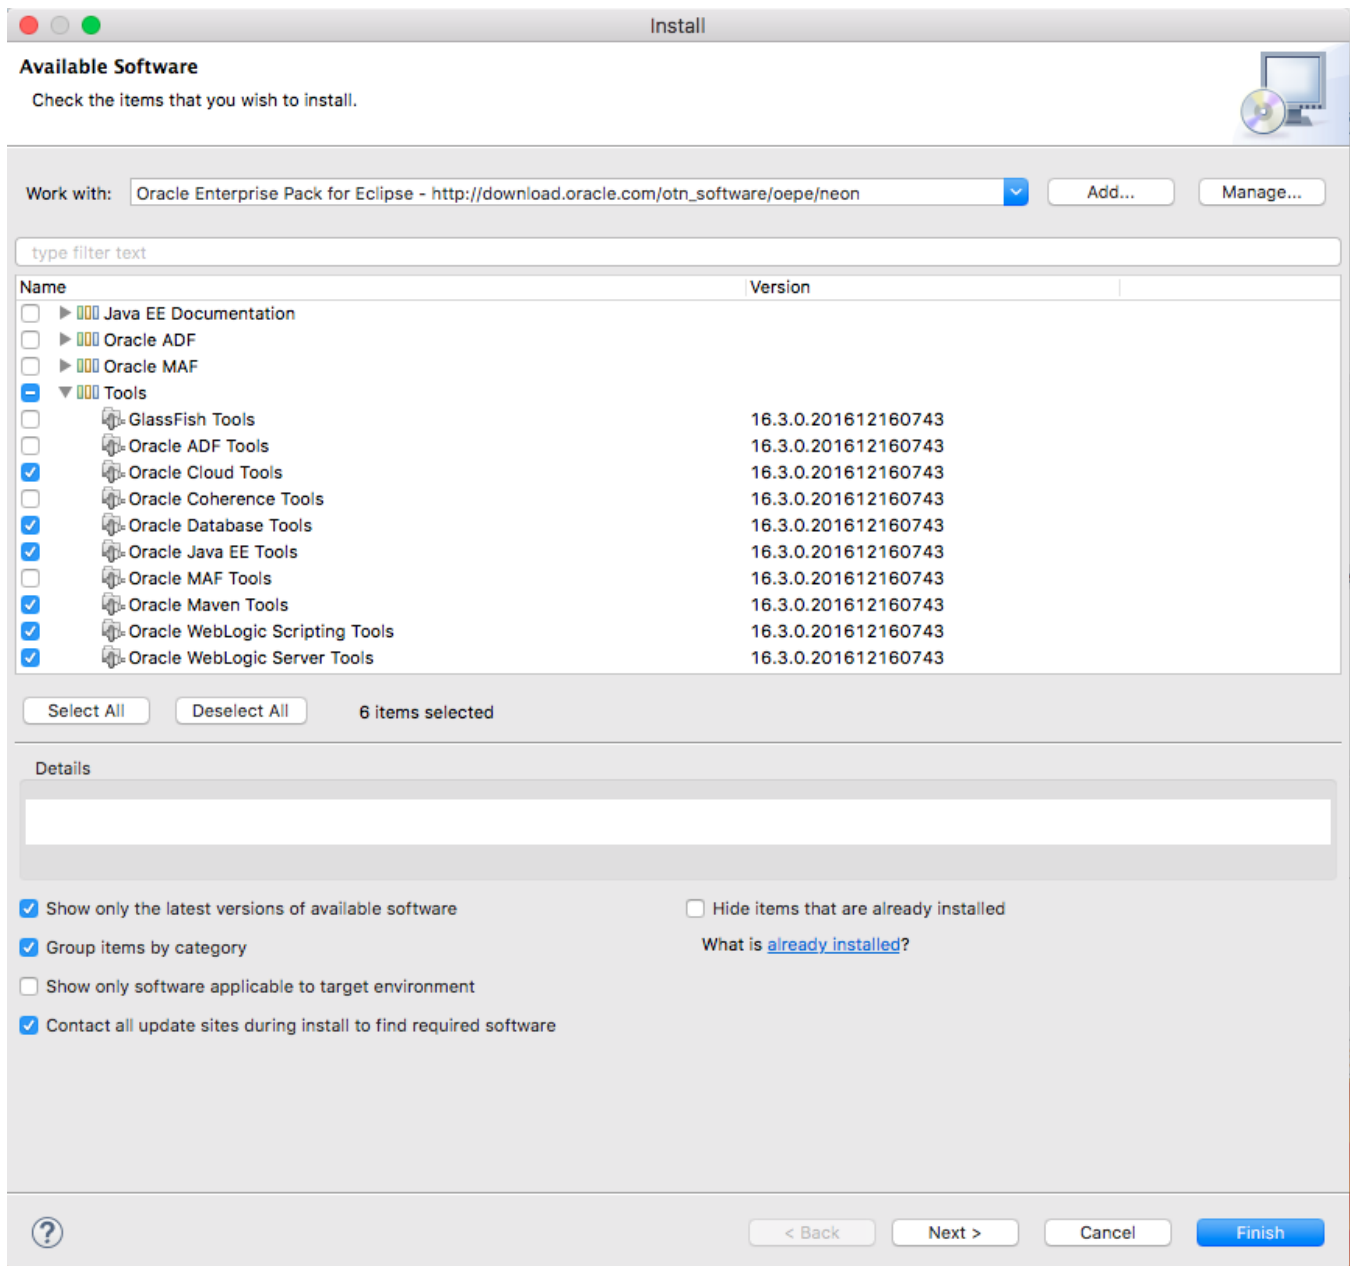 Install
Available Software
Check the items that you wish to install.
Work with: Oracle Enterprise Pack for Eclipse - http://download.oracle.com/otn_software/oepe/neon Add... Manage...
type filter text
Name Version
Java EE Documentation
Oracle ADF
Oracle MAF
Tools
GlassFish Tools 16.3.0.201612160743
Oracle ADF Tools 16.3.0.201612160743
Oracle Cloud Tools 16.3.0.201612160743
Oracle Coherence Tools 16.3.0.201612160743
Oracle Database Tools 16.3.0.201612160743
Oracle Java EE Tools 16.3.0.201612160743
Oracle MAF Tools 16.3.0.201612160743
Oracle Maven Tools 16.3.0.201612160743
Oracle WebLogic Scripting Tools 16.3.0.201612160743
Oracle WebLogic Server Tools 16.3.0.201612160743
Select All Deselect All 6 items selected
Details
Show only the latest versions of available software Hide items that are already installed
Group items by category What is already installed?
Show only software applicable to target environment
Contact all update sites during install to find required software
? < Back Next > Cancel Finish